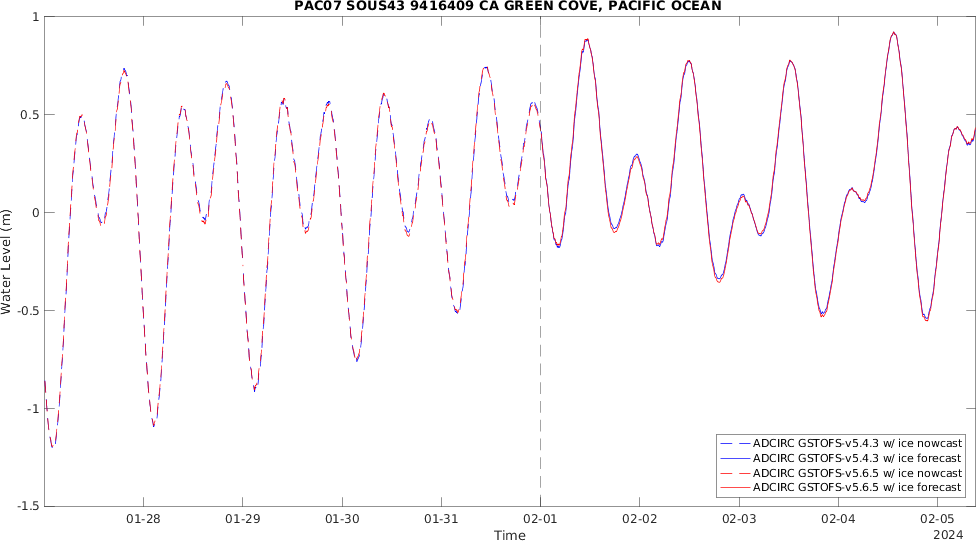 PAC07 SOUS43 9416409 CA GREEN COVE, PACIFIC OCEAN
1
0.5
0
-0.5
-1
-1.5
Water Level (m)
ADCIRC GSTOFS-v5.4.3 w/ ice nowcast
ADCIRC GSTOFS-v5.4.3 w/ ice forecast
ADCIRC GSTOFS-v5.6.5 w/ ice nowcast
ADCIRC GSTOFS-v5.6.5 w/ ice forecast
01-28 01-29 01-30 01-31 02-01 02-02 02-03 02-04 02-05
Time
2024